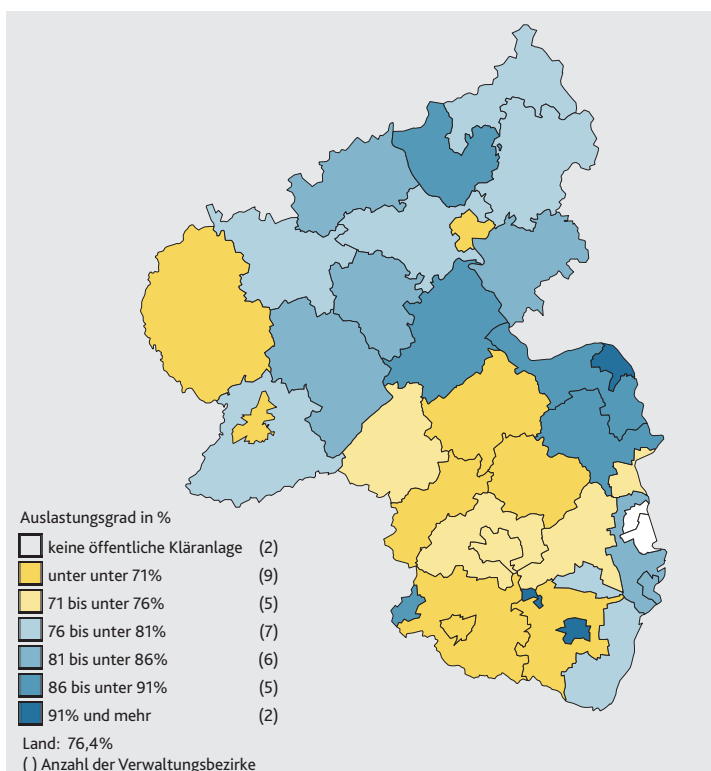 Auslastungsgrad in %
keine öffentliche Kläranlage (2)
unter unter 71% (9)
71 bis unter 76% (5)
76 bis unter 81% (7)
81 bis unter 86% (6)
86 bis unter 91% (5)
91% und mehr (2)
Land: 76,4%
( ) Anzahl der Verwaltungsbezirke